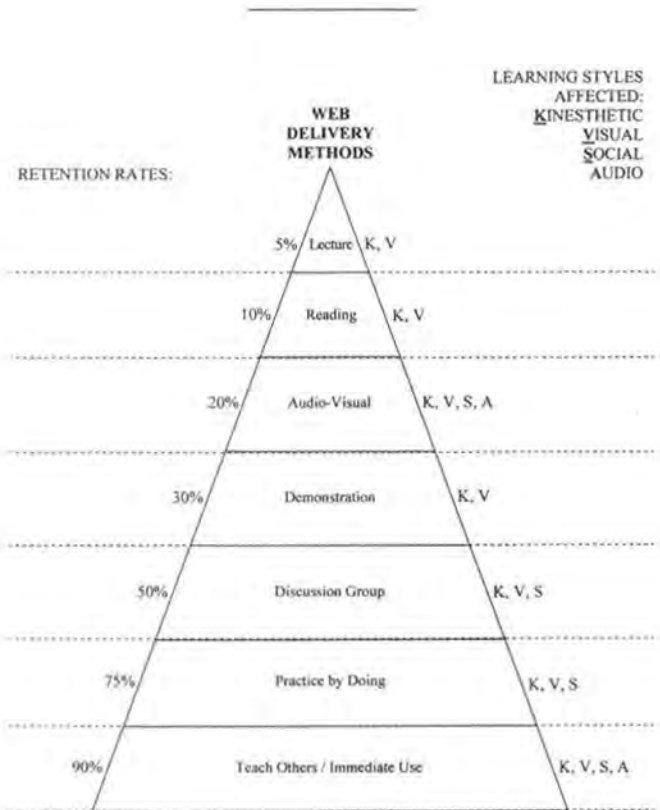 LEARNING STYLES
AFFECTED:
KINESTHETIC
VISUAL
SOCIAL
AUDIO
WEB
DELIVERY
METHODS
RETENTION RATES:
5% Lecture K, V
10% Reading K, V
20% Audio-Visual K, V, S, A
30% Demonstration K, V
50% Discussion Group K, V, S
75% Practice by Doing K, V, S
90% Teach Others / Immediate Use K, V, S, A